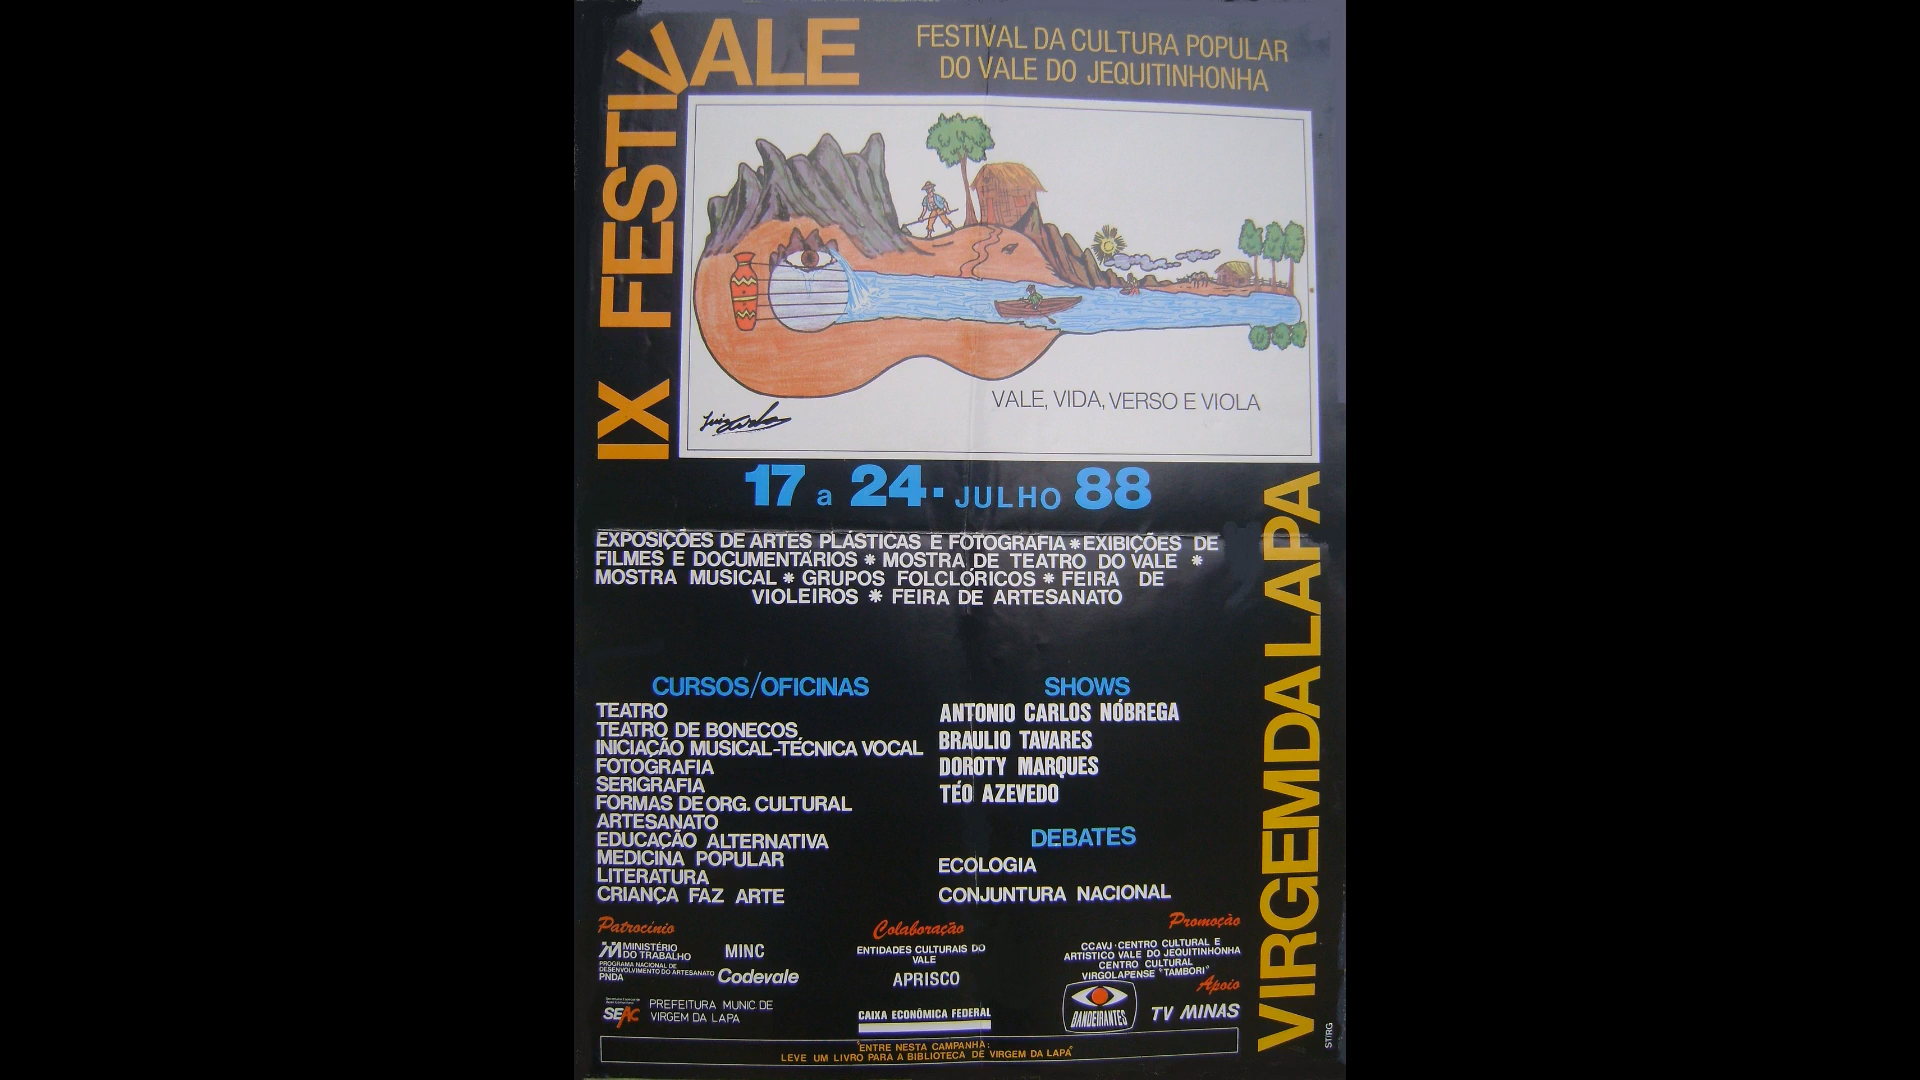 IX FESTIVALE
FESTIVAL DA CULTURA POPULAR
DO VALE DO JEQUITINHONHA
VALE, VIDA, VERSO E VIOLA
17 a 24. JULHO 88
EXPOSIÇÕES DE ARTES PLÁSTICAS E FOTOGRAFIA * EXIBIÇÕES DE
FILMES E DOCUMENTÁRIOS * MOSTRA DE TEATRO DO VALE *
MOSTRA MUSICAL * GRUPOS FOLCLÓRICOS * FEIRA DE
VIOLEIROS * FEIRA DE ARTESANATO
VIRGEM DA LAPA
CURSOS/OFICINAS
TEATRO
TEATRO DE BONECOS
INICIAÇÃO MUSICAL-TÉCNICA VOCAL
FOTOGRAFIA
SERIGRAFIA
FORMAS DE ORG. CULTURAL
ARTESANATO
EDUCAÇÃO ALTERNATIVA
MEDICINA POPULAR
LITERATURA
CRIANÇA FAZ ARTE
SHOWS
ANTONIO CARLOS NÓBREGA
BRAULIO TAVARES
DOROTY MARQUES
TÉO AZEVEDO
DEBATES
ECOLOGIA
CONJUNTURA NACIONAL
Patrocínio
MINISTÉRIO
DO TRABALHO
PROGRAMA NACIONAL DE
DESENVOLVIMENTO DO ARTESANATO
PNDA
MINC
Codevale
SEAC
PREFEITURA MUNIC. DE
VIRGEM DA LAPA
Colaboração
ENTIDADES CULTURAIS DO
VALE
APRISCO
CAIXA ECONÔMICA FEDERAL
Promoção
CCAVJ-CENTRO CULTURAL E
ARTISTICO VALE DO JEQUITINHONHA
CENTRO CULTURAL
VIRGOLAPENSE "TAMBORI"
Apoio
BANDEIRANTES
TV MINAS
"ENTRE NESTA CAMPANHA:
LEVE UM LIVRO PARA A BIBLIOTECA DE VIRGEM DA LAPA"
ST/RG